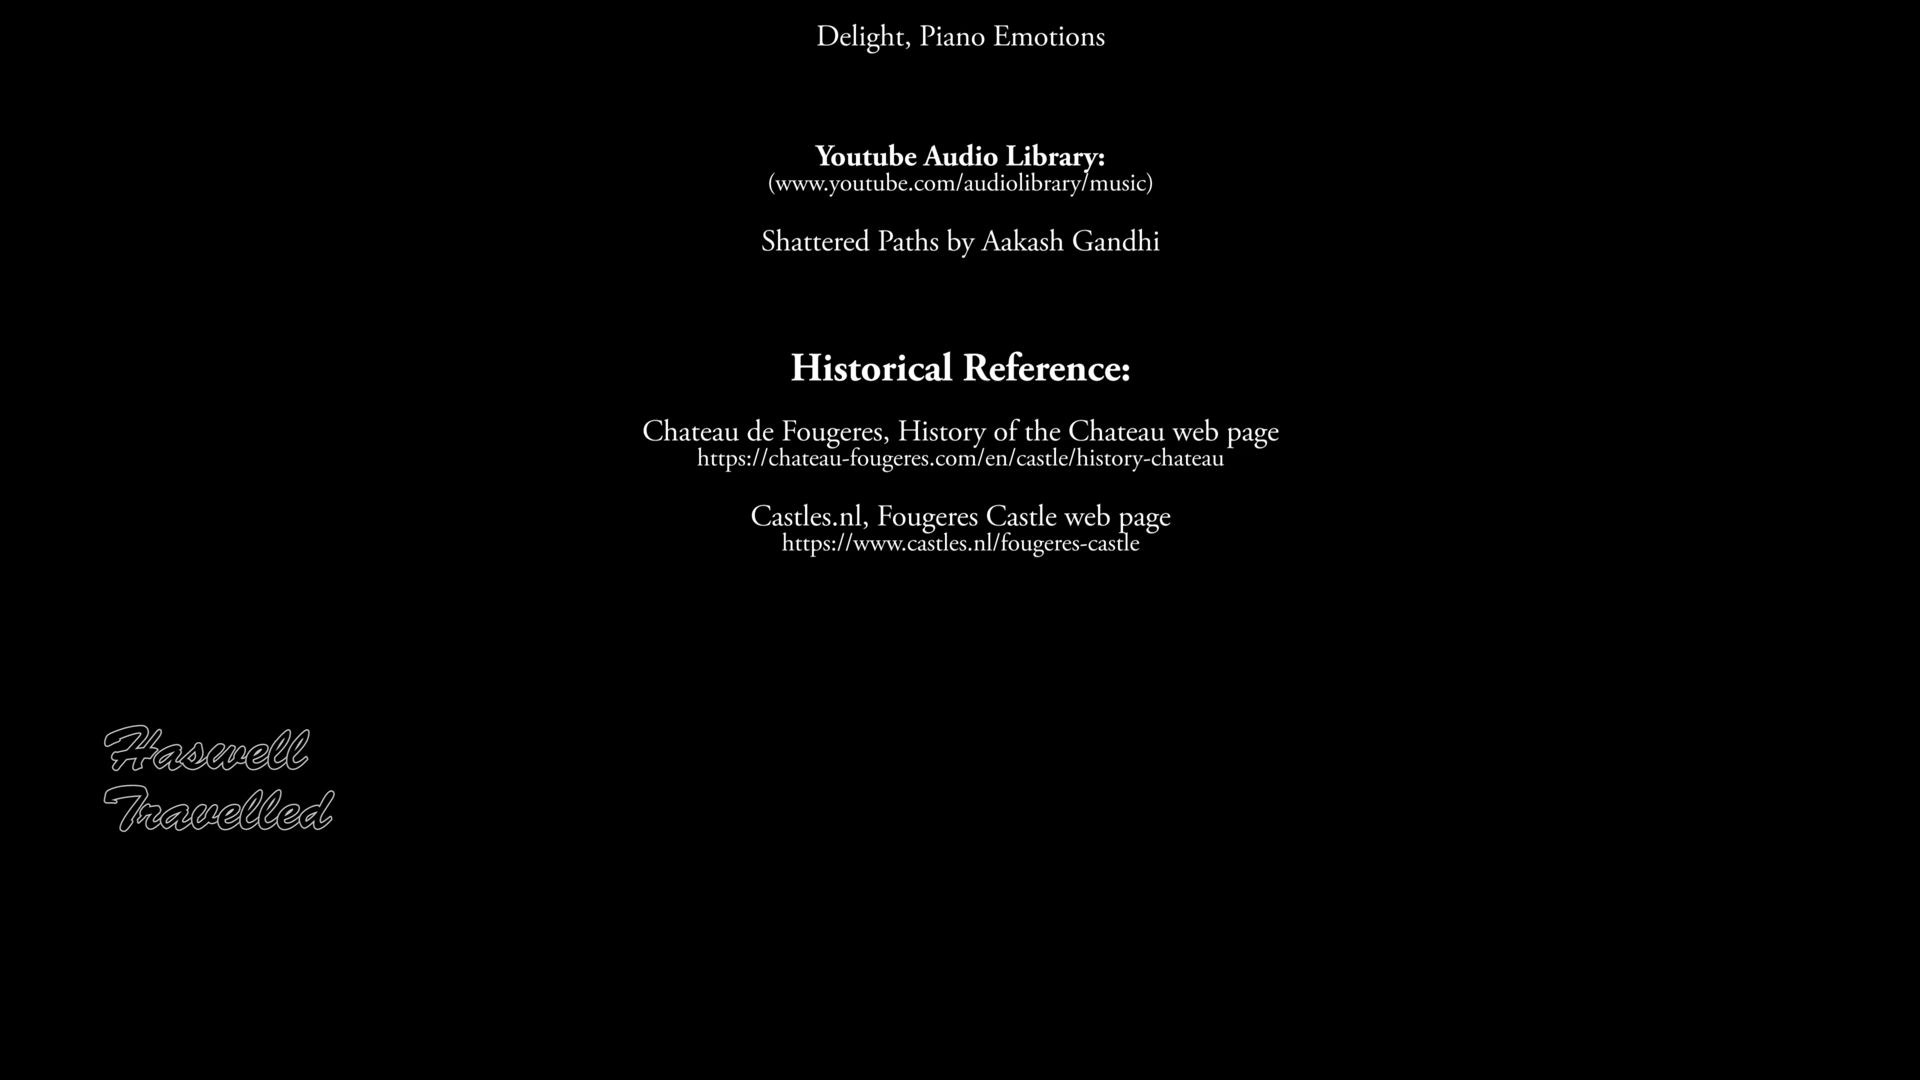 Delight, Piano Emotions
Youtube Audio Library:
(www.youtube.com/audiolibrary/music)
Shattered Paths by Aakash Gandhi
Historical Reference:
Chateau de Fougeres, History of the Chateau web page
https://chateau-fougeres.com/en/castle/history-chateau
Castles.nl, Fougeres Castle web page
https://www.castles.nl/fougeres-castle
Haswell
Travelled